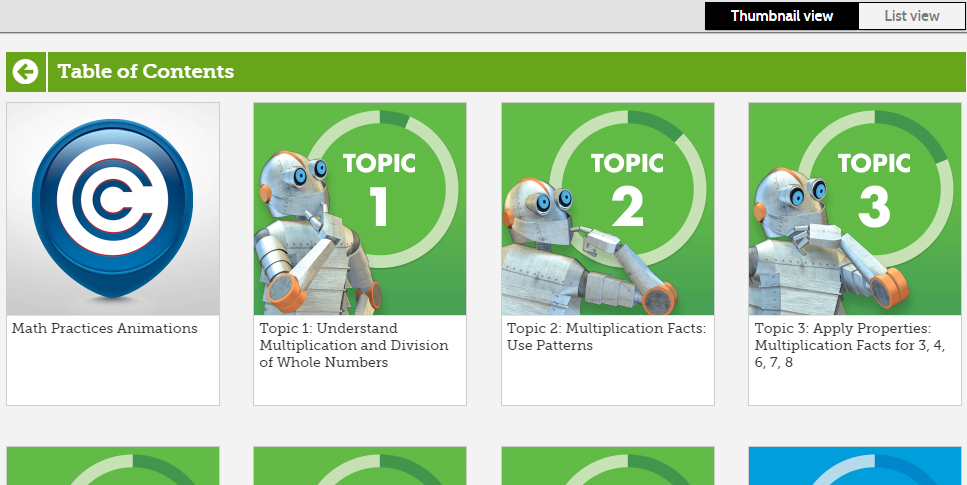 Thumbnail view
List view
Table of Contents
TOPIC
1
TOPIC
2
TOPIC
3
Math Practices Animations
Topic 1: Understand
Multiplication and Division
of Whole Numbers
Topic 2: Multiplication Facts:
Use Patterns
Topic 3: Apply Properties:
Multiplication Facts for 3, 4,
6, 7, 8